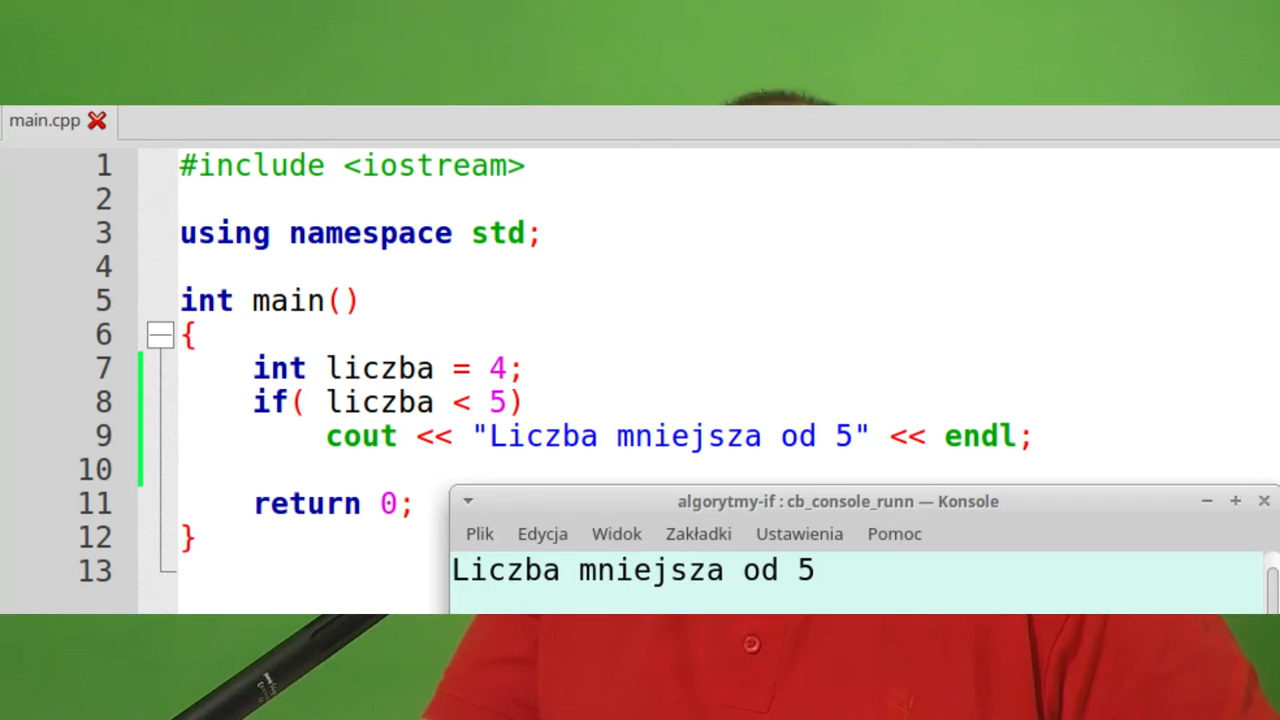 main.cpp
1 #include <iostream>
2
3 using namespace std;
4
5 int main()
6 {
7 int liczba = 4;
8 if( liczba < 5)
9 cout << "Liczba mniejsza od 5" << endl;
10
11 return 0;
12 }
13
algorytmy-if : cb_console_runn — Konsole
Plik Edycja Widok Zakładki Ustawienia Pomoc
Liczba mniejsza od 5